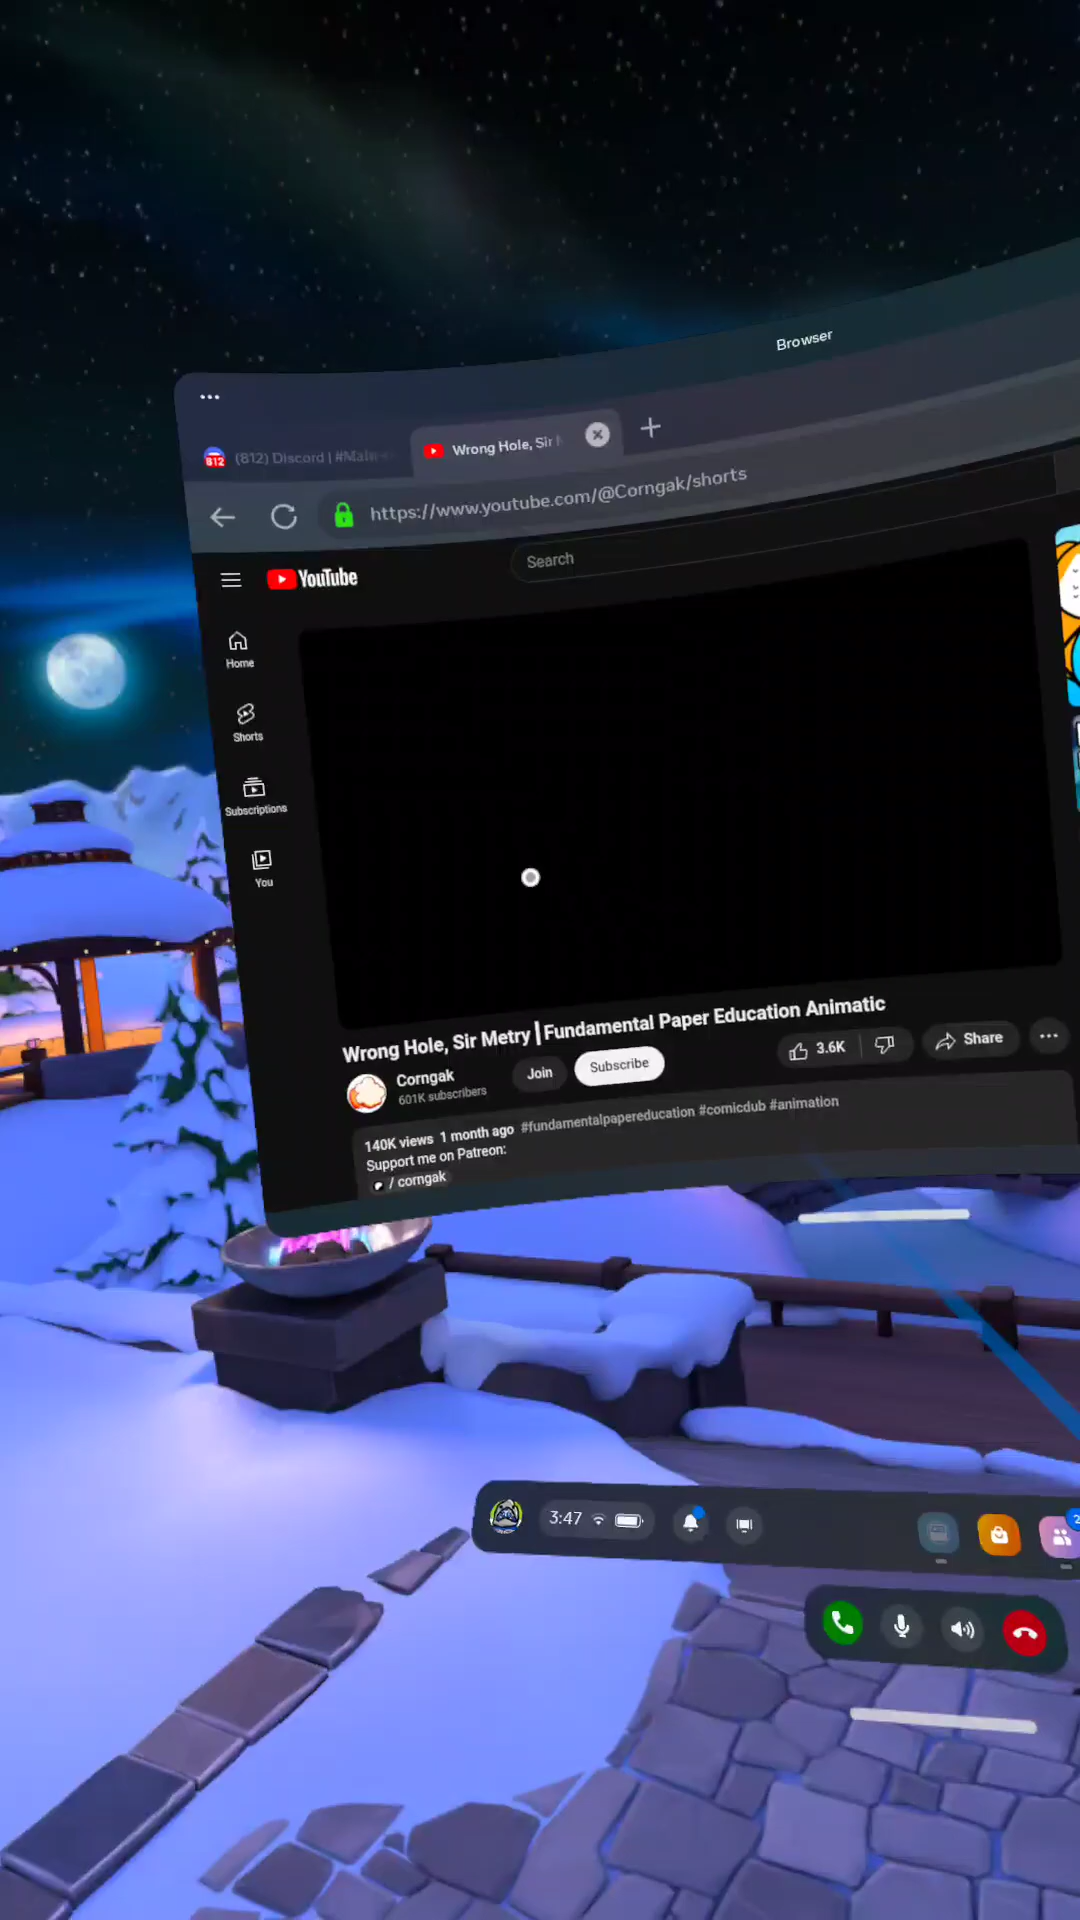 Browser
(812) Discord | #Main
Wrong Hole, Sir
https://www.youtube.com/@Corngak/shorts
YouTube
Search
Home
Shorts
Subscriptions
You
Wrong Hole, Sir Metry | Fundamental Paper Education Animatic
Corngak
601K subscribers
Join
Subscribe
3.6K
Share
140K views 1 month ago #fundamentalpapereducation #comicdub #animation
Support me on Patreon:
/ corngak
3:47
2